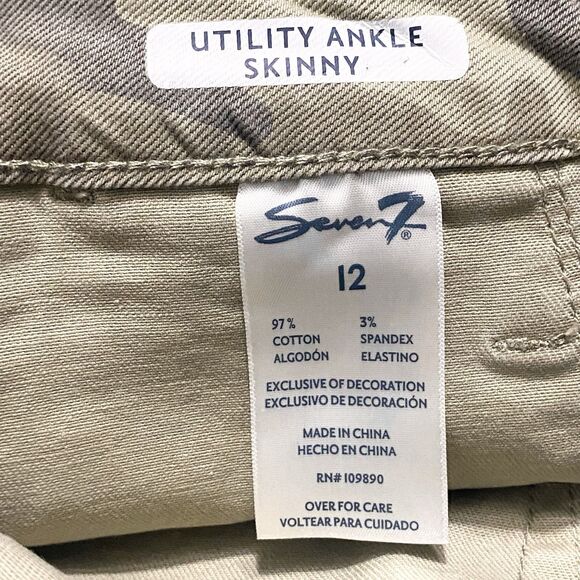 UTILITY ANKLE
SKINNY
Seven7®
12
97% 3%
COTTON SPANDEX
ALGODÓN ELASTINO
EXCLUSIVE OF DECORATION
EXCLUSIVO DE DECORACIÓN
MADE IN CHINA
HECHO EN CHINA
RN# 109890
OVER FOR CARE
VOLTEAR PARA CUIDADO